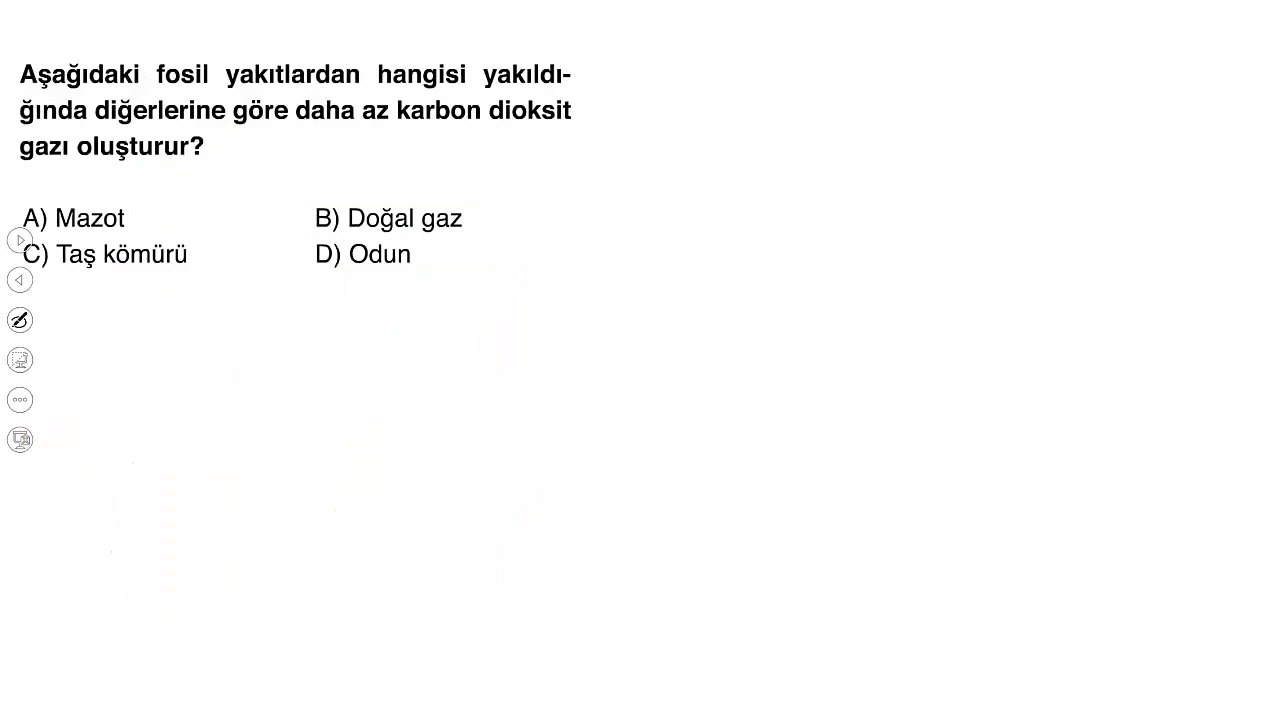 Aşağıdaki fosil yakıtlardan hangisi yakıldı-
ğında diğerlerine göre daha az karbon dioksit
gazı oluşturur?
A) Mazot B) Doğal gaz
C) Taş kömürü D) Odun